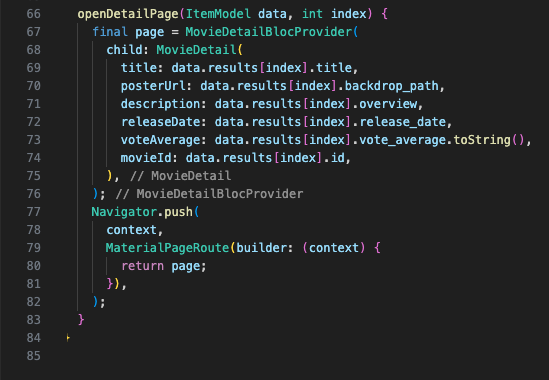 66 openDetailPage(ItemModel data, int index) {
67 final page = MovieDetailBlocProvider(
68 child: MovieDetail(
69 title: data.results[index].title,
70 posterUrl: data.results[index].backdrop_path,
71 description: data.results[index].overview,
72 releaseDate: data.results[index].release_date,
73 voteAverage: data.results[index].vote_average.toString(),
74 movieId: data.results[index].id,
75 ), // MovieDetail
76 ); // MovieDetailBlocProvider
77 Navigator.push(
78 context,
79 MaterialPageRoute(builder: (context) {
80 return page;
81 }),
82 );
83 }
84 }
85